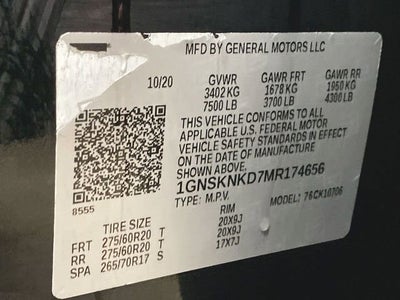 MFD BY GENERAL MOTORS LLC
10/20 GVWR GAWR FRT GAWR RR
3402 KG 1678 KG 1950 KG
7500 LB 3700 LB 4300 LB
THIS VEHICLE CONFORMS TO ALL
APPLICABLE U.S. FEDERAL MOTOR
VEHICLE SAFETY STANDARDS IN EFFECT
ON THE DATE OF MANUFACTURE
SHOWN ABOVE.
1GNSKNKD7MR174656
8555 TYPE: M.P.V. MODEL: 76CK10706
TIRE SIZE RIM
FRT 275/60R20 T 20X9J
RR 275/60R20 T 20X9J
SPA 265/70R17 S 17X7J